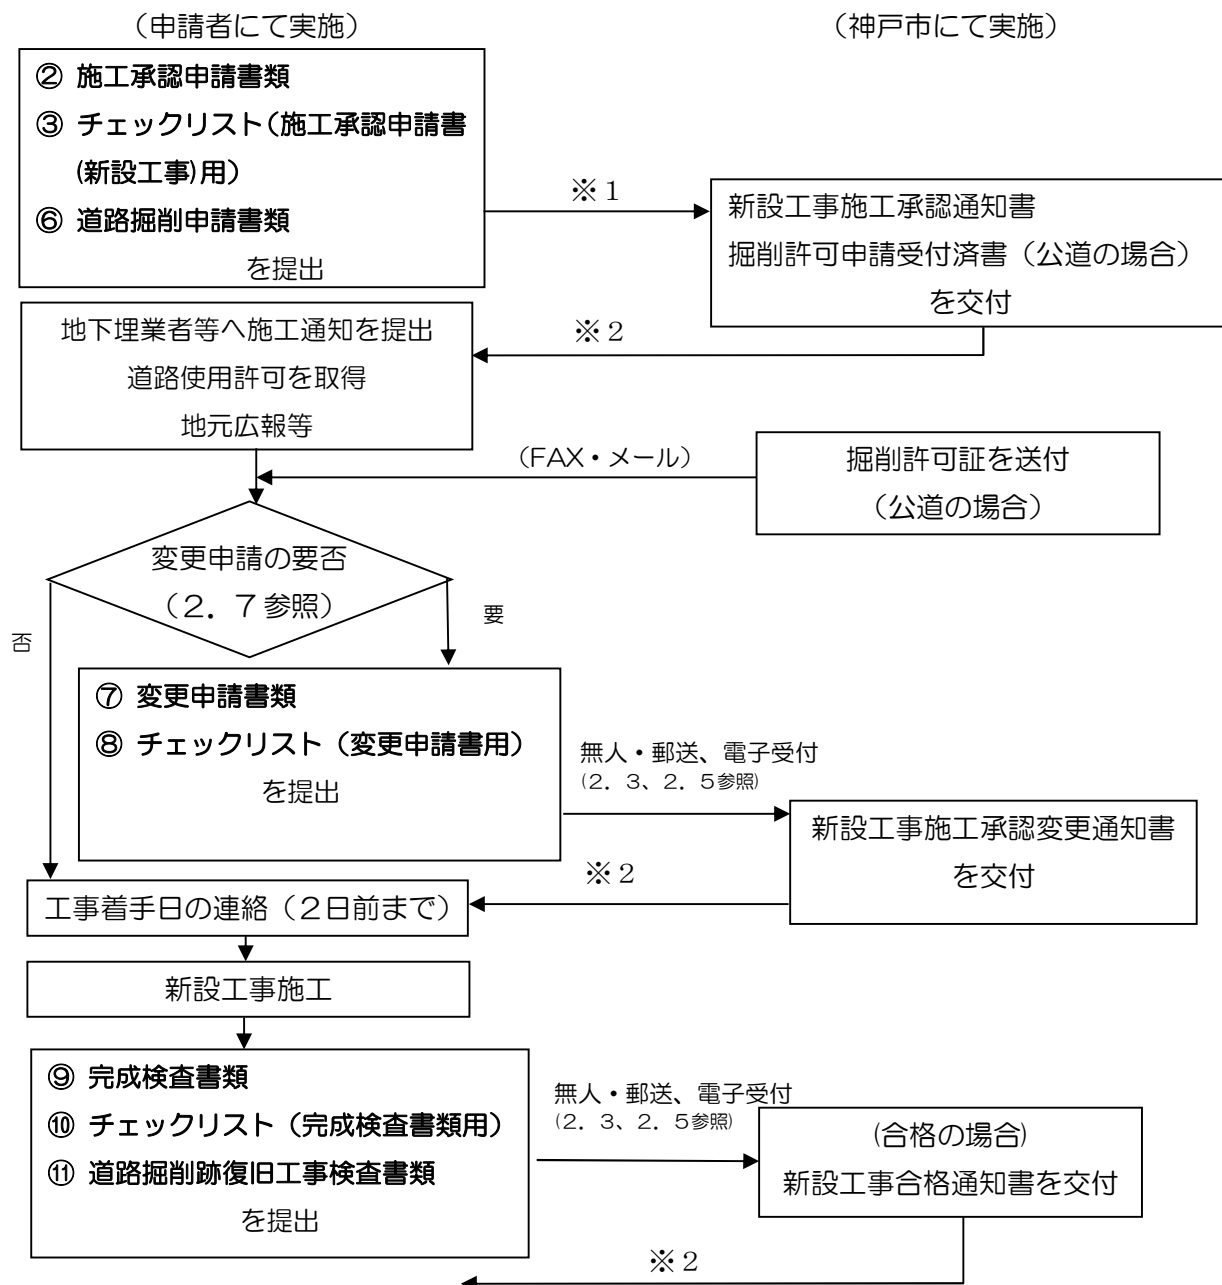 （申請者にて実施）
（神戸市にて実施）
② 施工承認申請書類
③ チェックリスト（施工承認申請書
(新設工事)用）
⑥ 道路掘削申請書類
を提出
※１
新設工事施工承認通知書
掘削許可申請受付済書（公道の場合）
を交付
※２
地下埋業者等へ施工通知を提出
道路使用許可を取得
地元広報等
（FAX・メール）
掘削許可証を送付
（公道の場合）
変更申請の要否
（２．７参照）
否
要
⑦ 変更申請書類
⑧ チェックリスト（変更申請書用）
を提出
無人・郵送、電子受付
(２．３、２．５参照)
新設工事施工承認変更通知書
を交付
※２
工事着手日の連絡（２日前まで）
新設工事施工
⑨ 完成検査書類
⑩ チェックリスト（完成検査書類用）
⑪ 道路掘削跡復旧工事検査書類
を提出
無人・郵送、電子受付
(２．３、２．５参照)
(合格の場合)
新設工事合格通知書を交付
※２